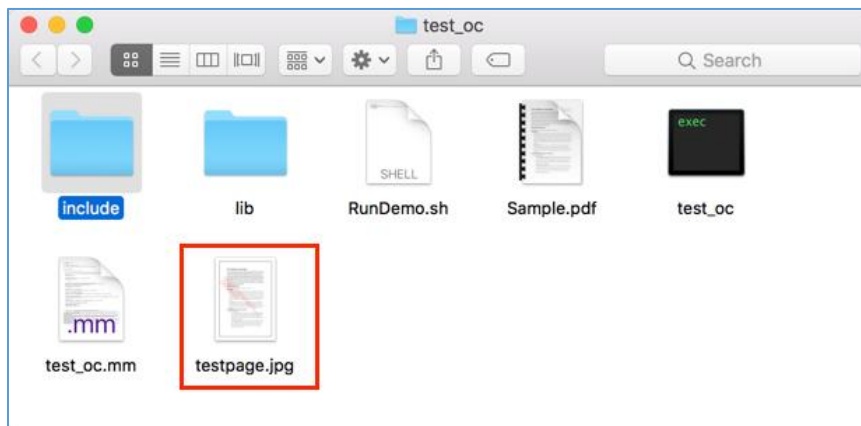 test_oc
Search
SHELL
exec
include
lib
RunDemo.sh
Sample.pdf
test_oc
.mm
test_oc.mm
testpage.jpg